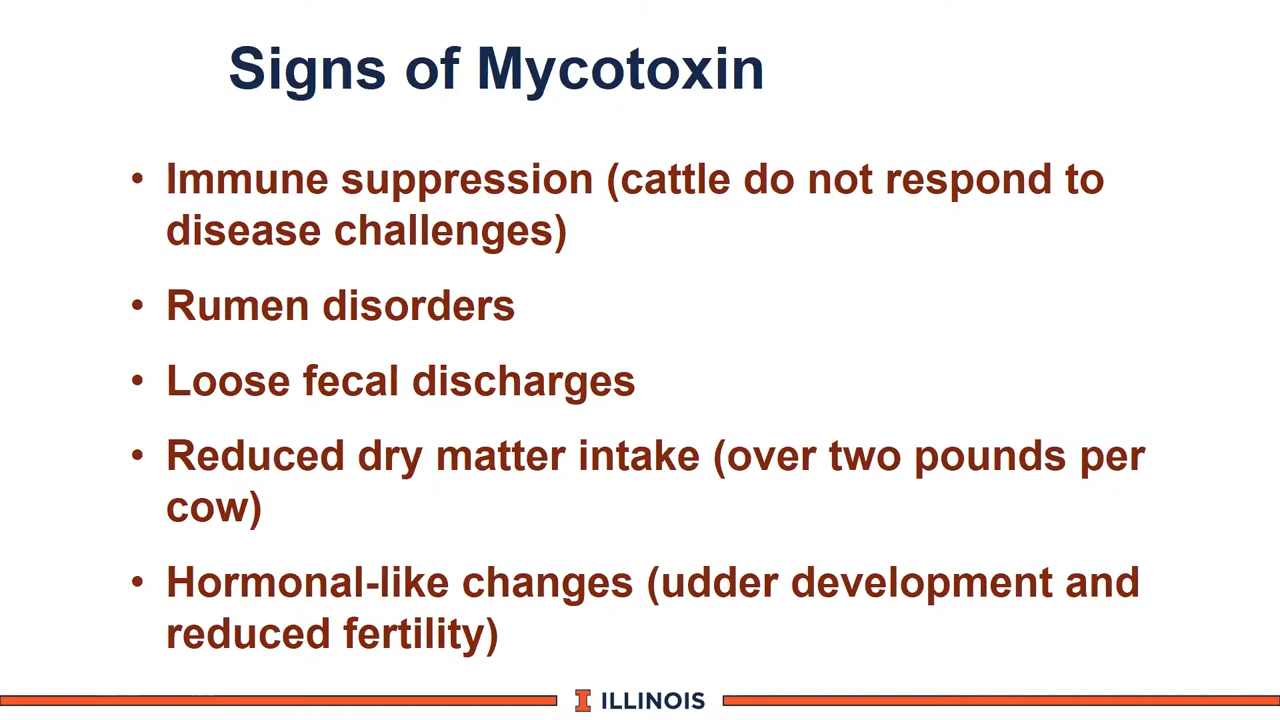 Signs of Mycotoxin
• Immune suppression (cattle do not respond to
disease challenges)
• Rumen disorders
• Loose fecal discharges
• Reduced dry matter intake (over two pounds per
cow)
• Hormonal-like changes (udder development and
reduced fertility)
I ILLINOIS